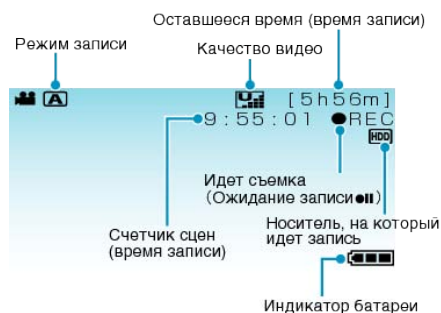 Оставшееся время (время записи)
Режим записи
Качество видео
A
[5h56m]
9:55:01 ●REC
HDD
Идет съемка
(Ожидание записи●II)
Счетчик сцен
(время записи)
Носитель, на который
идет запись
Индикатор батареи